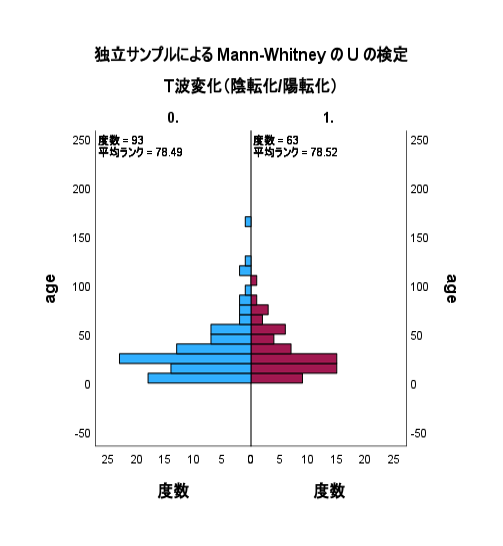 独立サンプルによる Mann-Whitney の U の検定
T波変化（陰転化/陽転化）
0.
1.
度数 = 93
平均ランク = 78.49
度数 = 63
平均ランク = 78.52
250
200
150
100
50
0
-50
age
250
200
150
100
50
0
-50
age
25 20 15 10 5 0 5 10 15 20 25
度数 度数